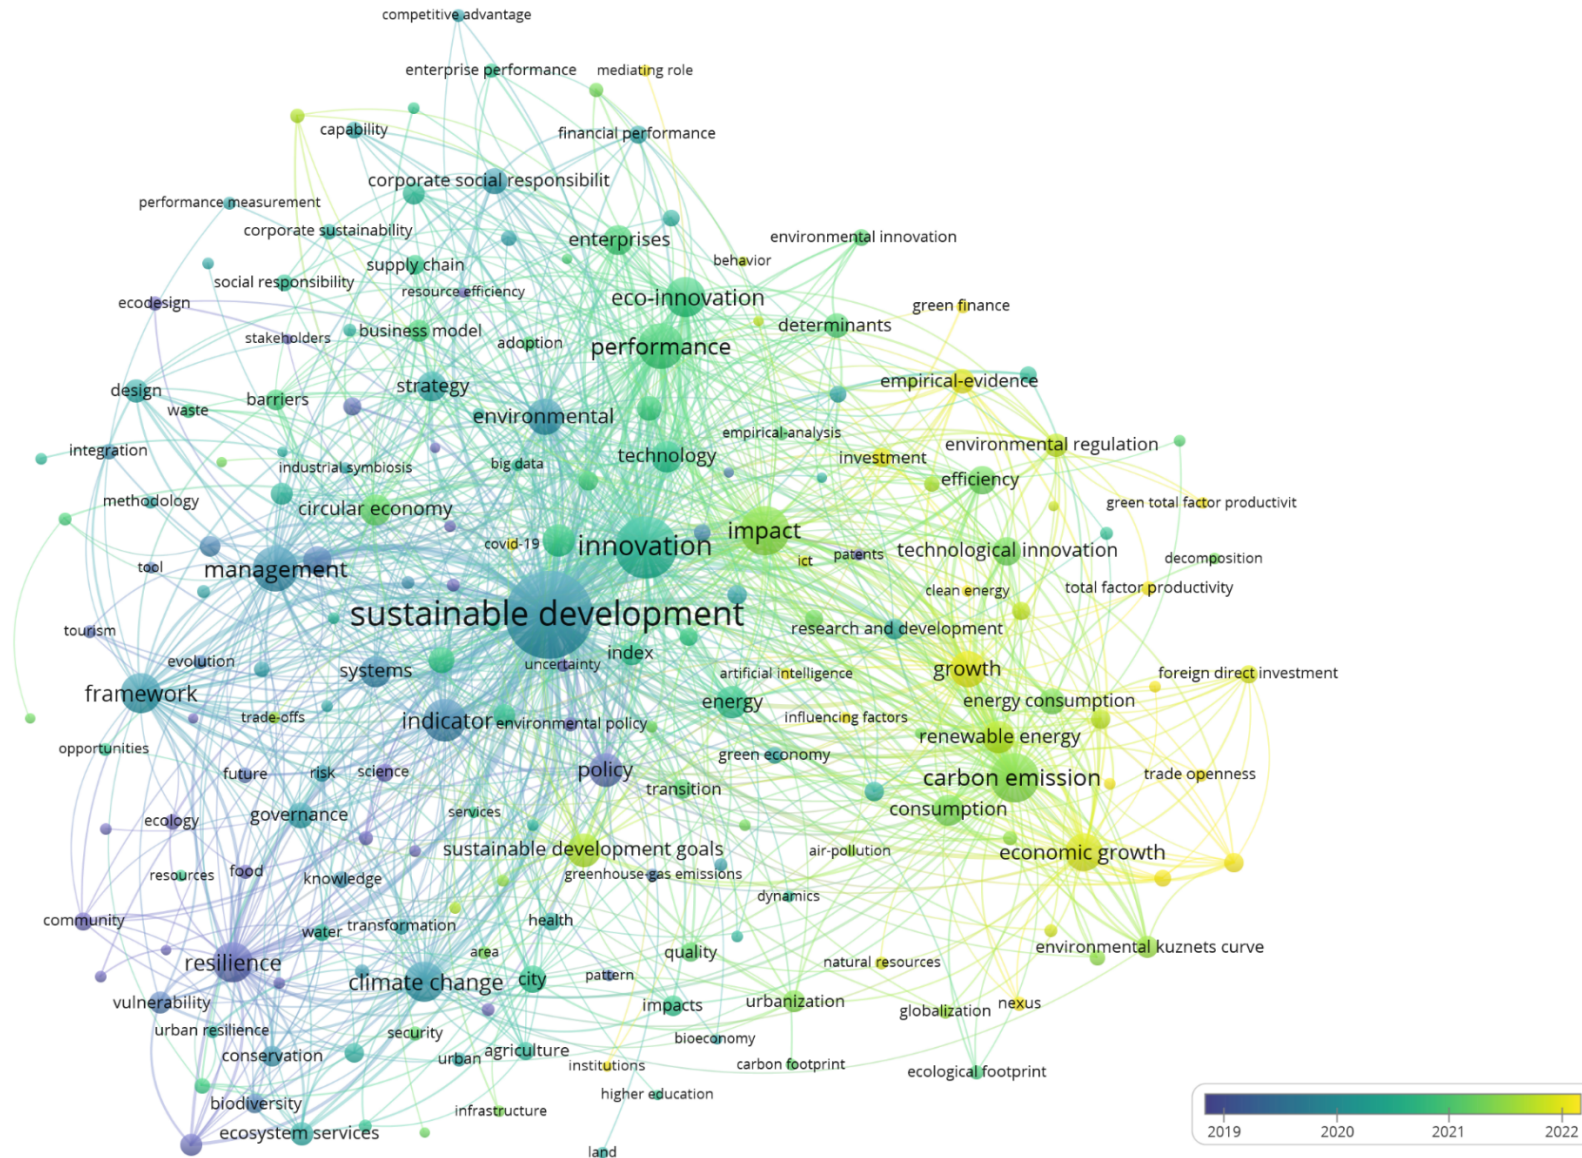 competitive advantage
enterprise performance
mediating role
capability
financial performance
corporate social responsibilit
performance measurement
corporate sustainability
enterprises
environmental innovation
supply chain
behavior
social responsibility
resource efficiency
ecodesign
eco-innovation
green finance
business model
determinants
stakeholders
adoption
performance
design
strategy
empirical-evidence
barriers
waste
environmental
empirical-analysis
environmental regulation
integration
technology
investment
industrial symbiosis
big data
efficiency
methodology
circular economy
green total factor productivit
impact
covid-19
innovation
technological innovation
patents
decomposition
tool
management
ict
clean energy
total factor productivity
sustainable development
tourism
research and development
evolution
systems
uncertainty
index
growth
artificial intelligence
foreign direct investment
framework
energy
energy consumption
trade-offs
indicator
environmental policy
influencing factors
renewable energy
opportunities
green economy
future
risk
science
policy
carbon emission
trade openness
transition
governance
services
consumption
ecology
sustainable development goals
air-pollution
economic growth
resources
food
knowledge
greenhouse-gas emissions
dynamics
community
water
transformation
health
environmental kuznets curve
resilience
area
quality
natural resources
climate change
city
pattern
vulnerability
impacts
urbanization
globalization
nexus
urban resilience
security
bioeconomy
conservation
urban
agriculture
institutions
carbon footprint
ecological footprint
biodiversity
infrastructure
higher education
ecosystem services
land
2019
2020
2021
2022